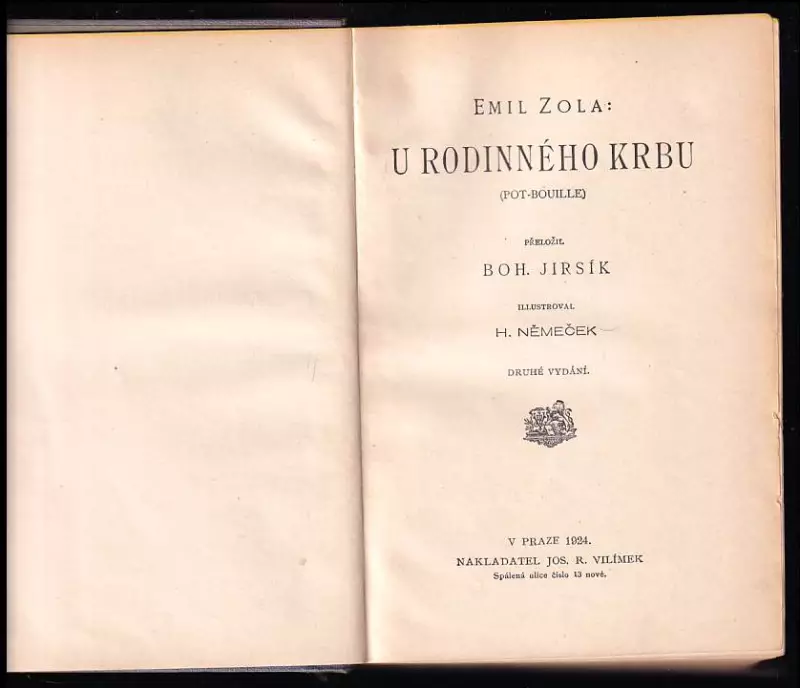 EMIL ZOLA:
U RODINNÉHO KRBU
(POT-BOUILLE)
PŘELOŽIL
BOH. JIRSÍK
ILLUSTROVAL
H. NĚMEČEK
DRUHÉ VYDÁNÍ.
V PRAZE 1924.
NAKLADATEL JOS. R. VILÍMEK
Spálená ulice číslo 13 nové.